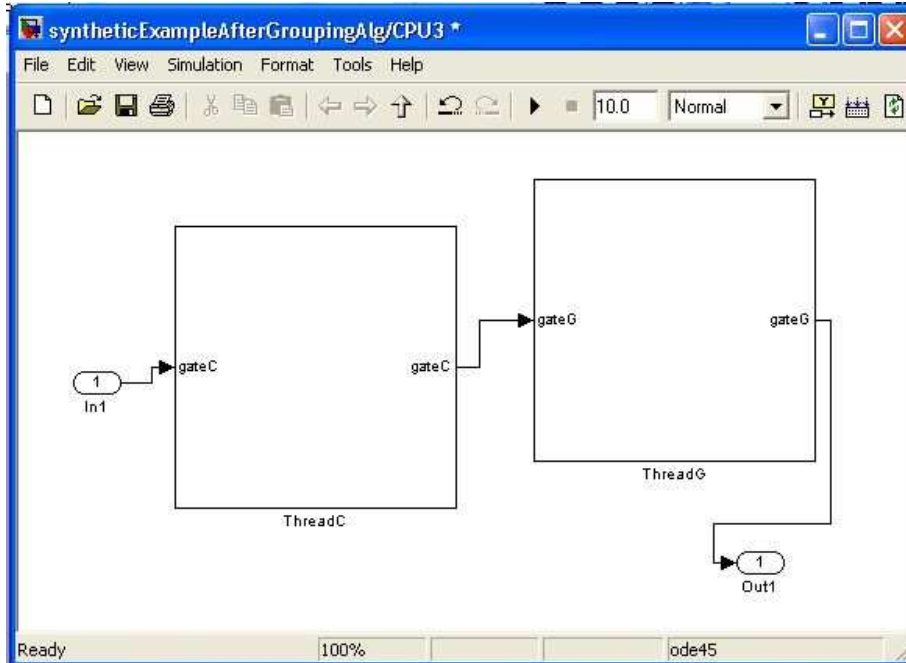 syntheticExampleAfterGroupingAlg/CPU3 *
File Edit View Simulation Format Tools Help
10.0 Normal
gateG gateG
gateC gateC
1
In1
ThreadG
ThreadC
1
Out1
Ready 100% ode45